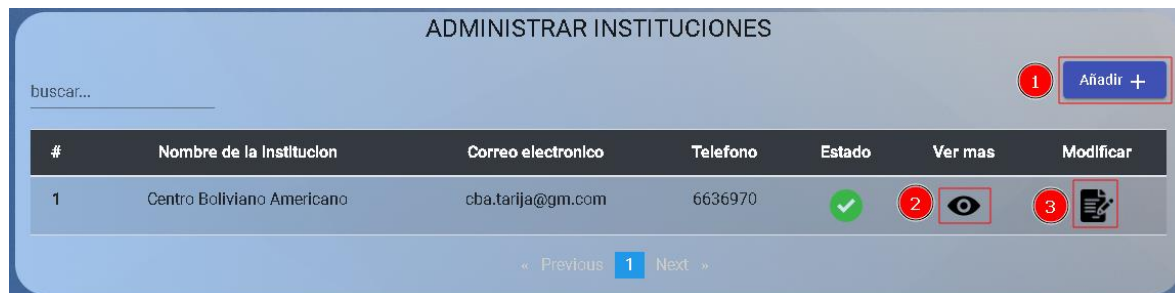 ADMINISTRAR INSTITUCIONES
buscar...
1 Añadir +
# Nombre de la Institucion Correo electronico Telefono Estado Ver mas Modificar
1 Centro Boliviano Americano cba.tarija@gm.com 6636970 2 3
« Previous 1 Next »